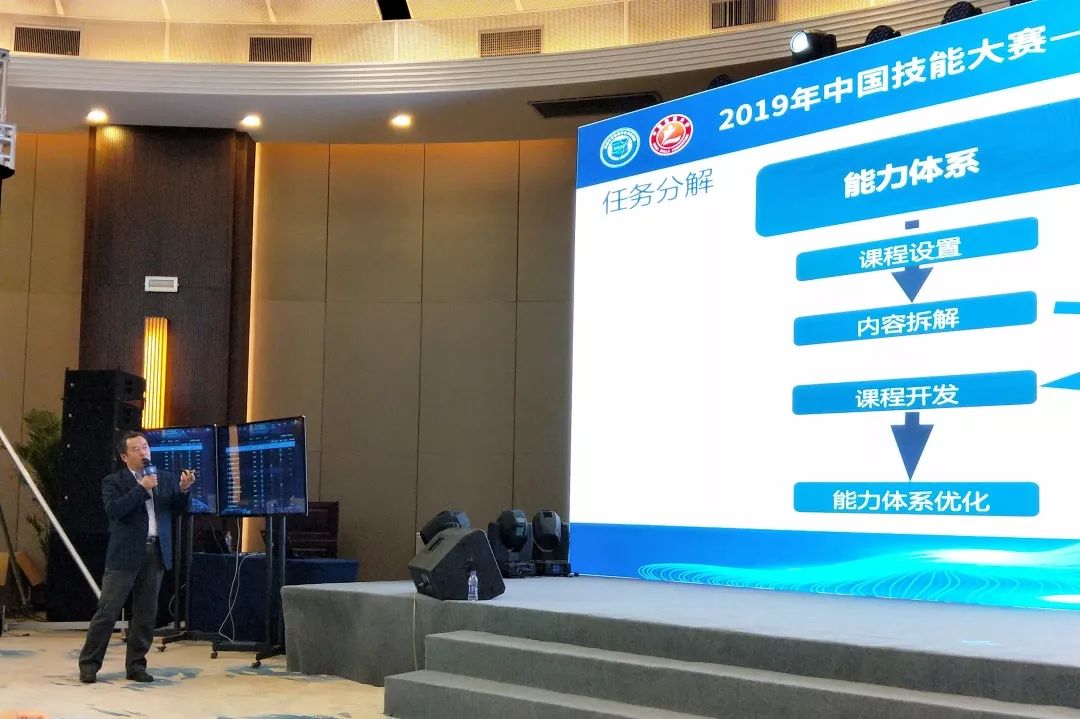 2019年中国技能大赛—
任务分解
能力体系
课程设置
内容拆解
课程开发
能力体系优化